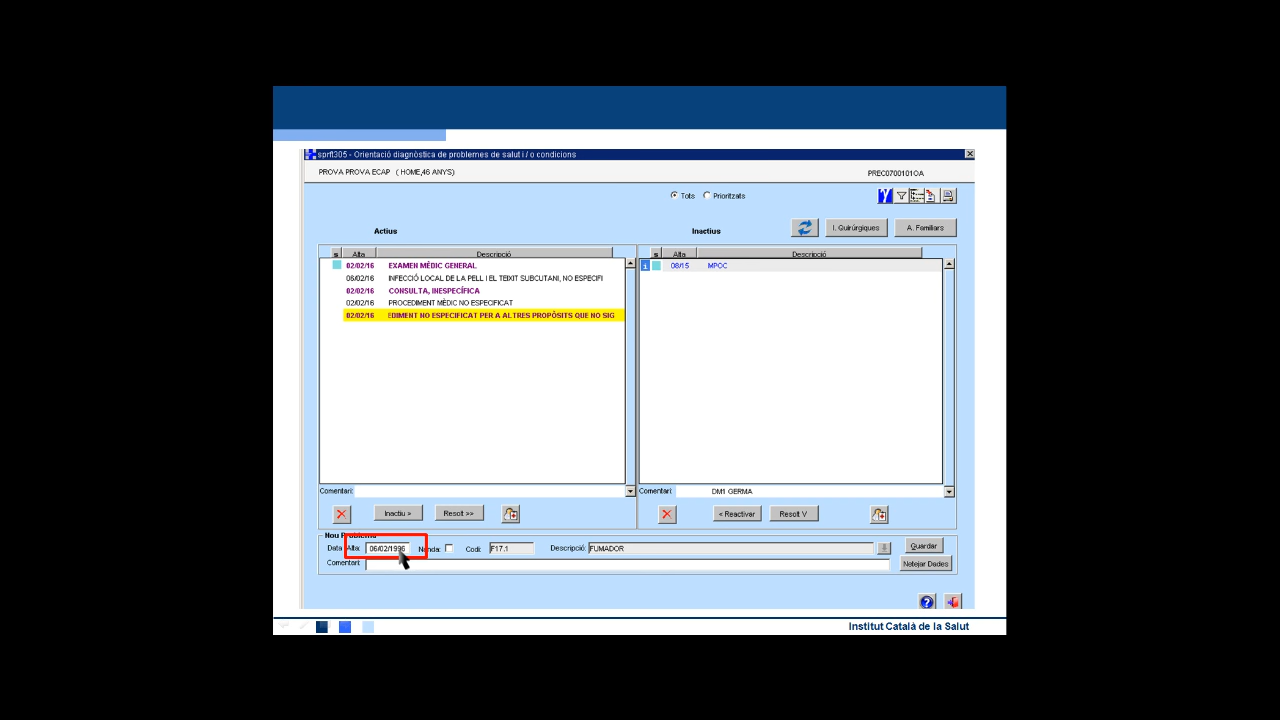 sprft305 - Orientació diagnòstica de problemes de salut i / o condicions
PROVA PROVA ECAP ( HOME,46 ANYS)
PREC0700101OA
Tots Prioritzats
I. Quirúrgiques A. Familiars
Actius Inactius
s Alta Descripció
02/02/16 EXAMEN MÈDIC GENERAL
06/02/16 INFECCIÓ LOCAL DE LA PELL I EL TEIXIT SUBCUTANI, NO ESPECIFI
02/02/16 CONSULTA, INESPECÍFICA
02/02/16 PROCEDIMENT MÈDIC NO ESPECIFICAT
02/02/16 EDIMENT NO ESPECIFICAT PER A ALTRES PROPÒSITS QUE NO SIG
s Alta Descripció
08/15 MPOC
Comentari:
Comentari: DM1 GERMA
Inactiu > Resolt >>
< Reactivar Resolt V
Nou Problema
Data Alta: 06/02/1996 Nanda: Codi: F17.1 Descripció: FUMADOR Guardar
Comentari: Netejar Dades
Institut Català de la Salut